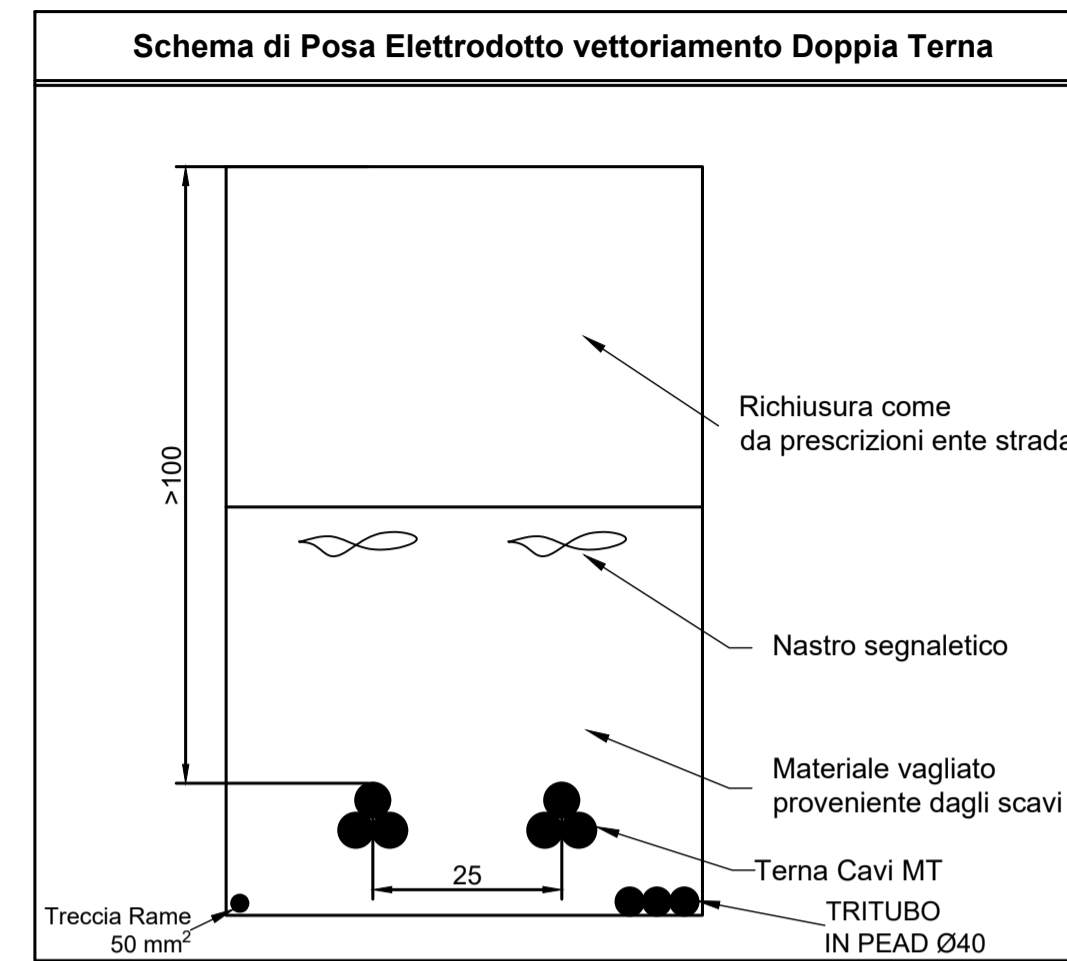 Schema di Posa Elettrodotto vettoriamento Doppia Terna
>100
Richiusura come
da prescrizioni ente strada
Nastro segnaletico
Materiale vagliato
proveniente dagli scavi
Terna Cavi MT
25
TRITUBO
IN PEAD Ø40
Treccia Rame
50 mm²